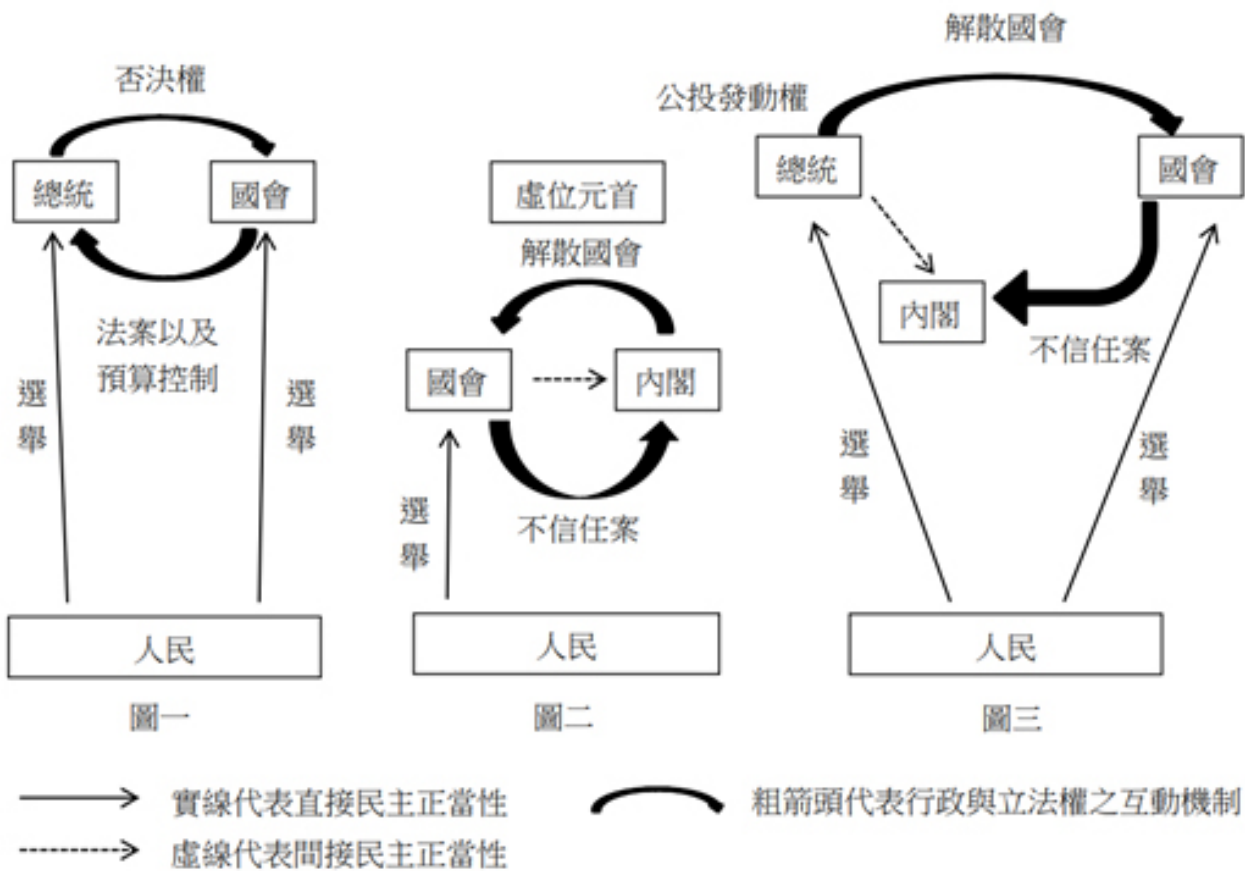 否決權
總統
國會
法案以及
預算控制
選舉
選舉
人民
圖一
虛位元首
解散國會
國會
內閣
不信任案
選舉
人民
圖二
解散國會
公投發動權
總統
國會
內閣
不信任案
選舉
選舉
人民
圖三
實線代表直接民主正當性
粗箭頭代表行政與立法權之互動機制
虛線代表間接民主正當性